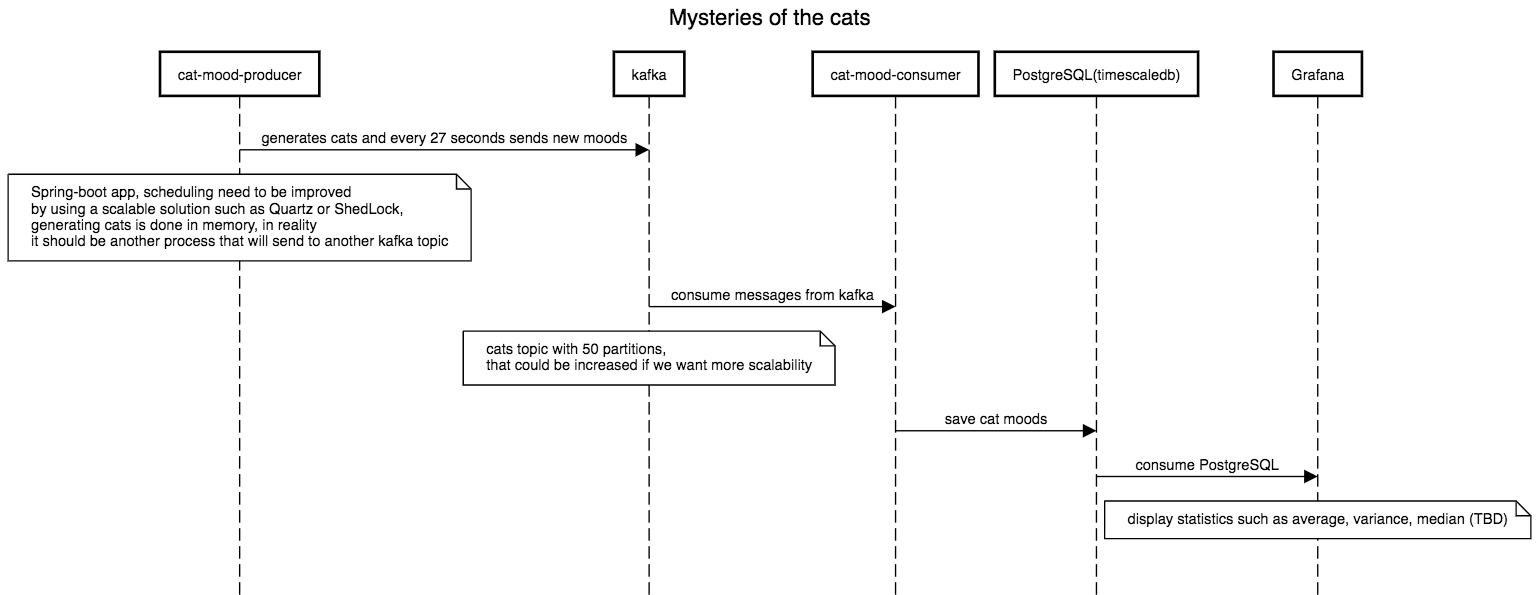 Mysteries of the cats
cat-mood-producer
kafka
cat-mood-consumer
PostgreSQL(timescaledb)
Grafana
generates cats and every 27 seconds sends new moods
Spring-boot app, scheduling need to be improved
by using a scalable solution such as Quartz or ShedLock,
generating cats is done in memory, in reality
it should be another process that will send to another kafka topic
consume messages from kafka
cats topic with 50 partitions,
that could be increased if we want more scalability
save cat moods
consume PostgreSQL
display statistics such as average, variance, median (TBD)